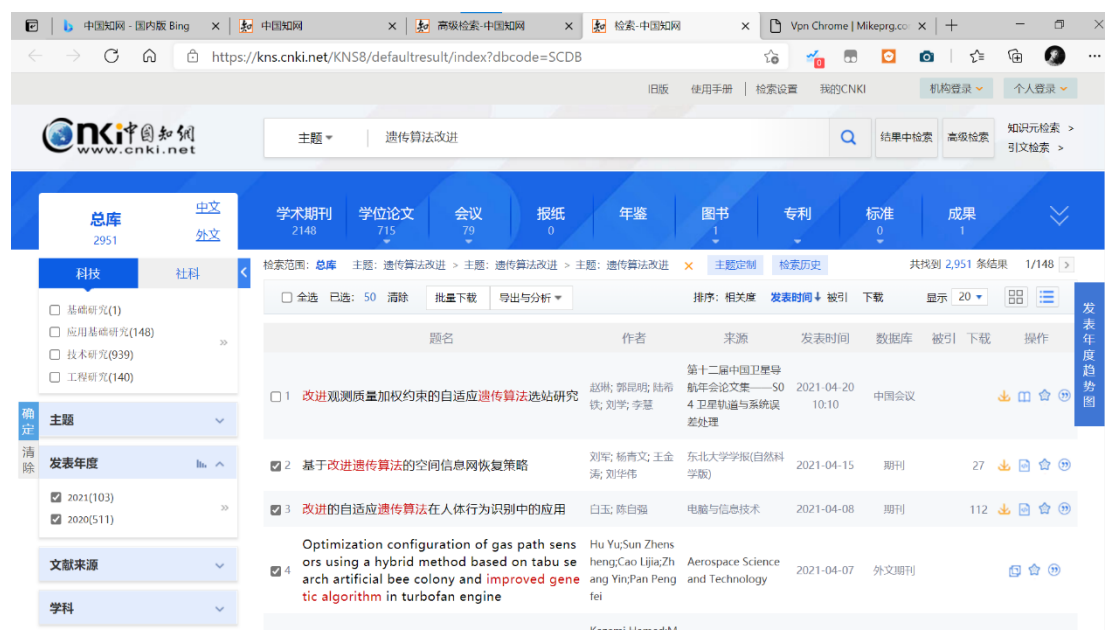 中国知网 - 国内版 Bing
中国知网
高级检索-中国知网
检索-中国知网
Vpn Chrome | Mikeprg.co
https://kns.cnki.net/KNS8/defaultresult/index?dbcode=SCDB
0
旧版 使用手册 | 检索设置 我的CNKI 机构登录 个人登录
cnki中国知网
www.cnki.net
主题 遗传算法改进 结果中检索 高级检索
知识元检索 >
引文检索 >
总库
2951
中文
外文
学术期刊 学位论文 会议 报纸 年鉴 图书 专利 标准 成果
2148 715 79 0 1 0 1
科技 社科
检索范围: 总库 主题: 遗传算法改进 > 主题: 遗传算法改进 > 主题: 遗传算法改进 × 主题定制 检索历史 共找到 2,951 条结果 1/148 >
全选 已选: 50 清除 批量下载 导出与分析 排序: 相关度 发表时间↓ 被引 下载 显示 20
基础研究(1)
应用基础研究(148)
技术研究(939)
工程研究(140)
确定
清除
主题
发表年度
2021(103)
2020(511)
文献来源
学科
发表年度趋势图
题名 作者 来源 发表时间 数据库 被引 下载 操作
1 改进观测质量加权约束的自适应遗传算法选站研究
赵琳; 郭昆明; 陆希
铁; 刘学; 李慧
第十二届中国卫星导
航年会论文集——S0
4 卫星轨道与系统误
差处理
2021-04-20
10:10
中国会议
2 基于改进遗传算法的空间信息网恢复策略
刘军; 杨青文; 王金
涛; 刘华伟
东北大学学报(自然科
学版)
2021-04-15 期刊 27
3 改进的自适应遗传算法在人体行为识别中的应用 白玉; 陈自强 电脑与信息技术 2021-04-08 期刊 112
4
Optimization configuration of gas path sens
ors using a hybrid method based on tabu se
arch artificial bee colony and improved gene
tic algorithm in turbofan engine
Hu Yu;Sun Zhens
heng;Cao Lijia;Zh
ang Yin;Pan Peng
fei
Aerospace Science
and Technology
2021-04-07 外文期刊